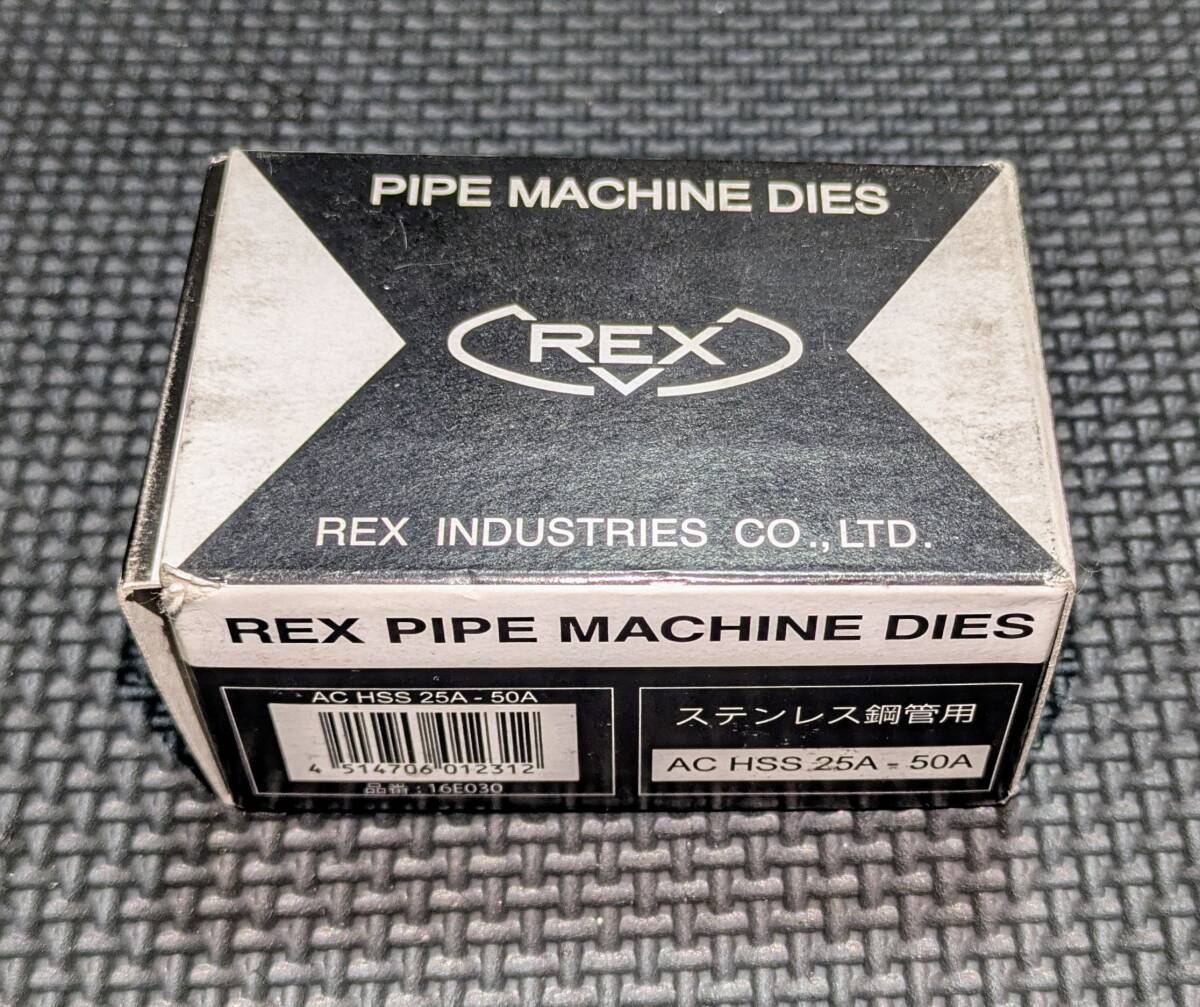 PIPE MACHINE DIES
REX
REX INDUSTRIES CO.,LTD.
REX PIPE MACHINE DIES
AC HSS 25A - 50A
4 514706 012312
品番:16E030
ステンレス鋼管用
AC HSS 25A - 50A